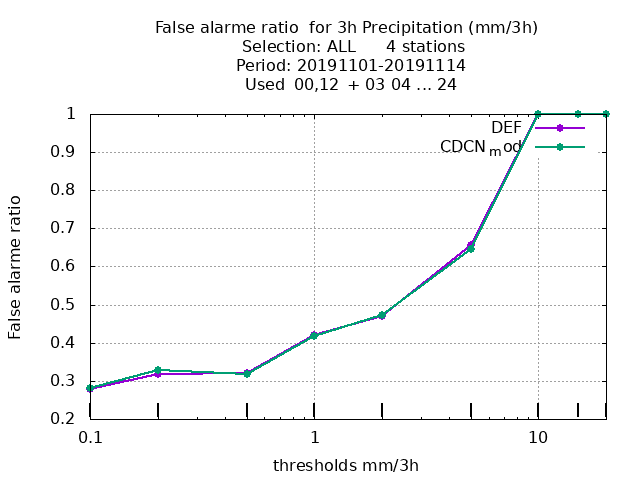 False alarme ratio for 3h Precipitation (mm/3h)
Selection: ALL 4 stations
Period: 20191101-20191114
Used 00,12 + 03 04 ... 24
1
0.9
0.8
0.7
0.6
0.5
0.4
0.3
0.2
False alarme ratio
DEF
CDCNmod
0.1 1 10
thresholds mm/3h